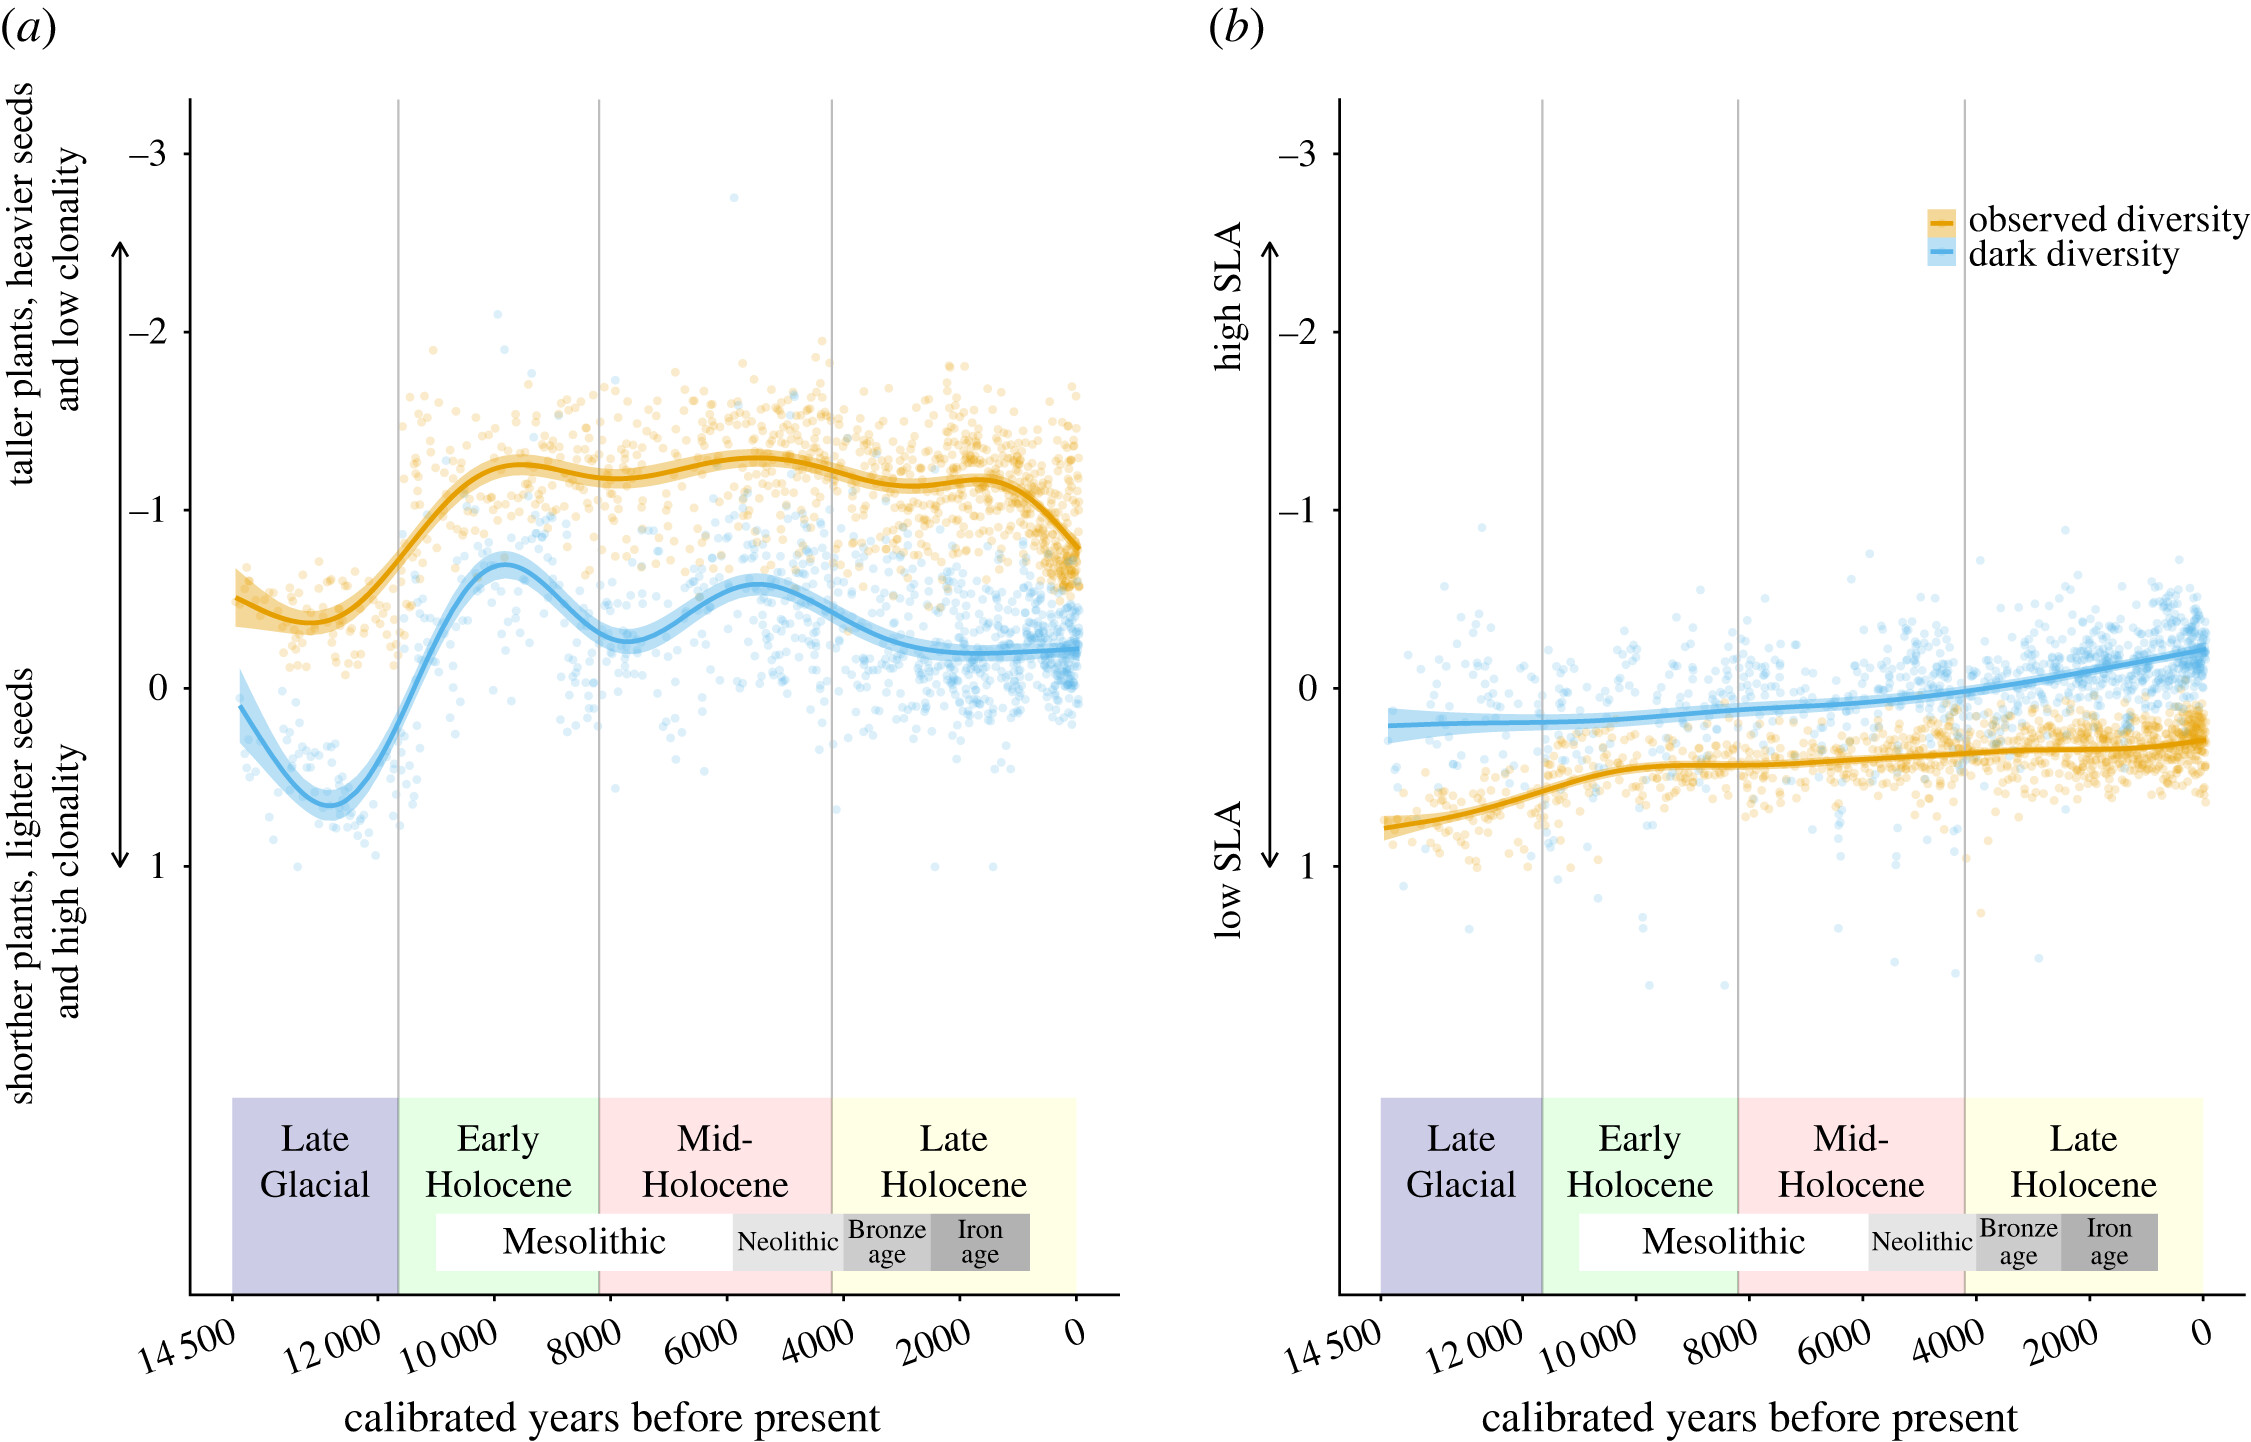 (a)
taller plants, heavier seeds
and low clonality
shorther plants, lighter seeds
and high clonality
–3
–2
–1
0
1
Late
Glacial
Early
Holocene
Mid-
Holocene
Late
Holocene
Mesolithic
Neolithic
Bronze
age
Iron
age
14 500
12 000
10 000
8000
6000
4000
2000
0
calibrated years before present
(b)
high SLA
low SLA
–3
–2
–1
0
1
observed diversity
dark diversity
Late
Glacial
Early
Holocene
Mid-
Holocene
Late
Holocene
Mesolithic
Neolithic
Bronze
age
Iron
age
14 500
12 000
10 000
8000
6000
4000
2000
0
calibrated years before present